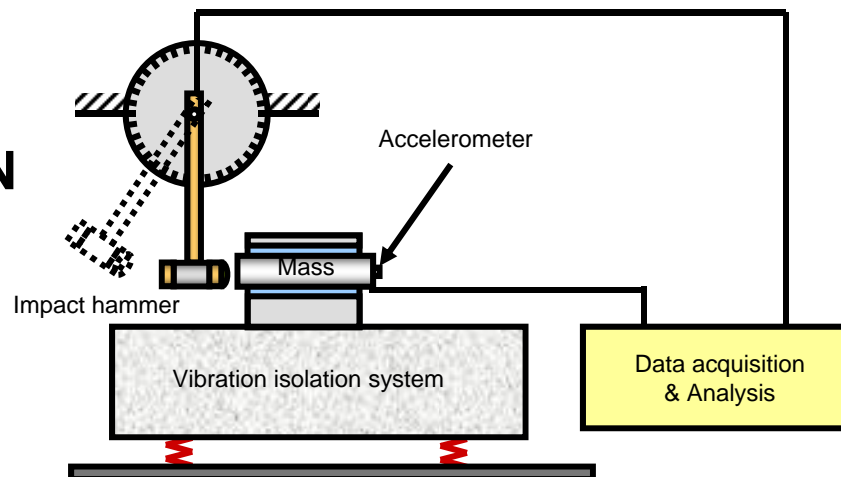 N
Accelerometer
Mass
Impact hammer
Vibration isolation system
Data acquisition
& Analysis